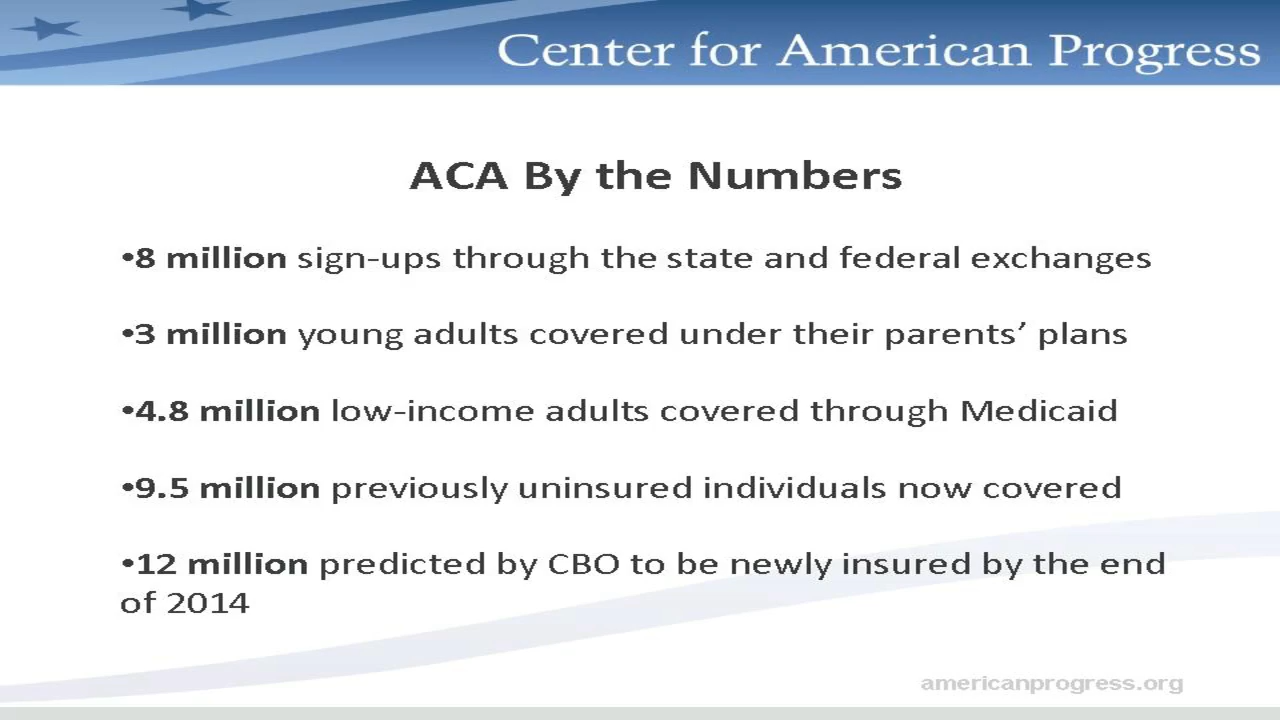 Center for American Progress
ACA By the Numbers
•8 million sign-ups through the state and federal exchanges
•3 million young adults covered under their parents’ plans
•4.8 million low-income adults covered through Medicaid
•9.5 million previously uninsured individuals now covered
•12 million predicted by CBO to be newly insured by the end
of 2014
americanprogress.org